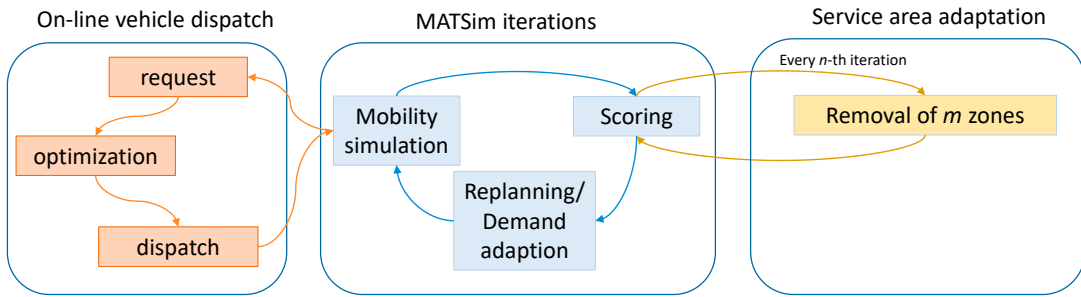 On-line vehicle dispatch
request
optimization
dispatch
MATSim iterations
Mobility
simulation
Scoring
Replanning/
Demand
adaption
Service area adaptation
Every n-th iteration
Removal of m zones